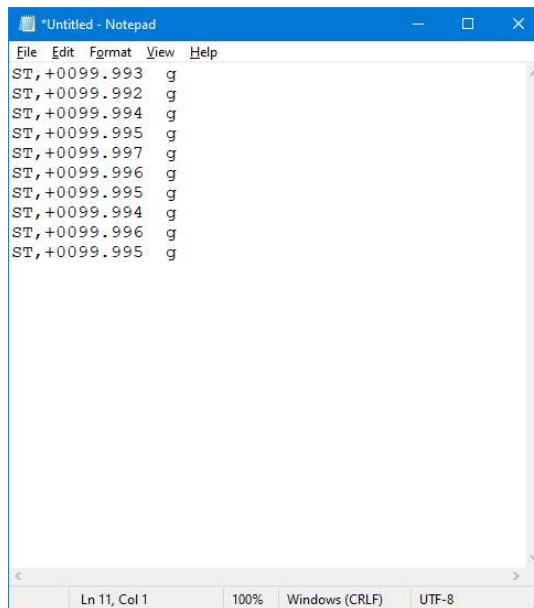 *Untitled - Notepad
File Edit Format View Help
ST,+0099.993  g
ST,+0099.992  g
ST,+0099.994  g
ST,+0099.995  g
ST,+0099.997  g
ST,+0099.996  g
ST,+0099.995  g
ST,+0099.994  g
ST,+0099.996  g
ST,+0099.995  g
Ln 11, Col 1 100% Windows (CRLF) UTF-8